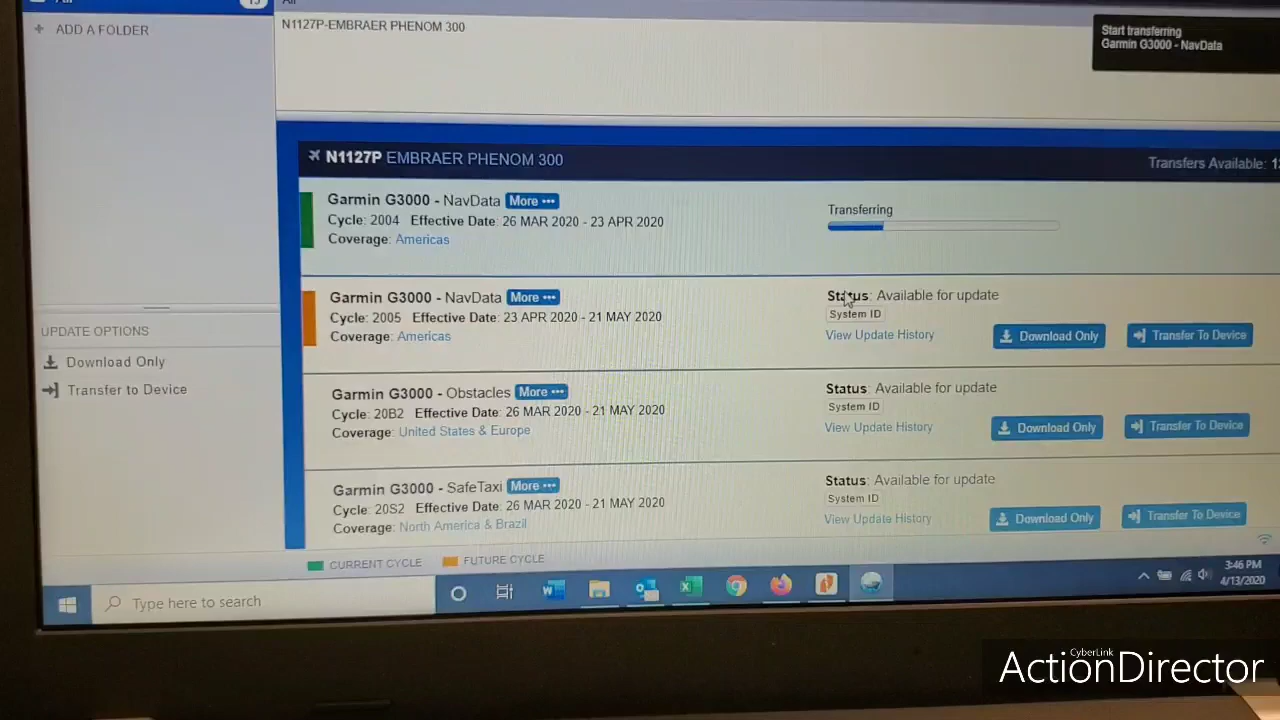 All
ADD A FOLDER
N1127P-EMBRAER PHENOM 300
Start transferring
Garmin G3000 - NavData
N1127P EMBRAER PHENOM 300
Transfers Available:
Garmin G3000 - NavData More •••
Cycle: 2004 Effective Date: 26 MAR 2020 - 23 APR 2020
Coverage: Americas
Transferring
Garmin G3000 - NavData More •••
Cycle: 2005 Effective Date: 23 APR 2020 - 21 MAY 2020
Coverage: Americas
Status: Available for update
System ID
View Update History
Download Only
Transfer To Device
Garmin G3000 - Obstacles More •••
Cycle: 20B2 Effective Date: 26 MAR 2020 - 21 MAY 2020
Coverage: United States & Europe
Status: Available for update
System ID
View Update History
Download Only
Transfer To Device
Garmin G3000 - SafeTaxi More •••
Cycle: 20S2 Effective Date: 26 MAR 2020 - 21 MAY 2020
Coverage: North America & Brazil
Status: Available for update
System ID
View Update History
Download Only
Transfer To Device
UPDATE OPTIONS
Download Only
Transfer to Device
CURRENT CYCLE
FUTURE CYCLE
Type here to search
3:46 PM
4/13/2020
CyberLink
ActionDirector